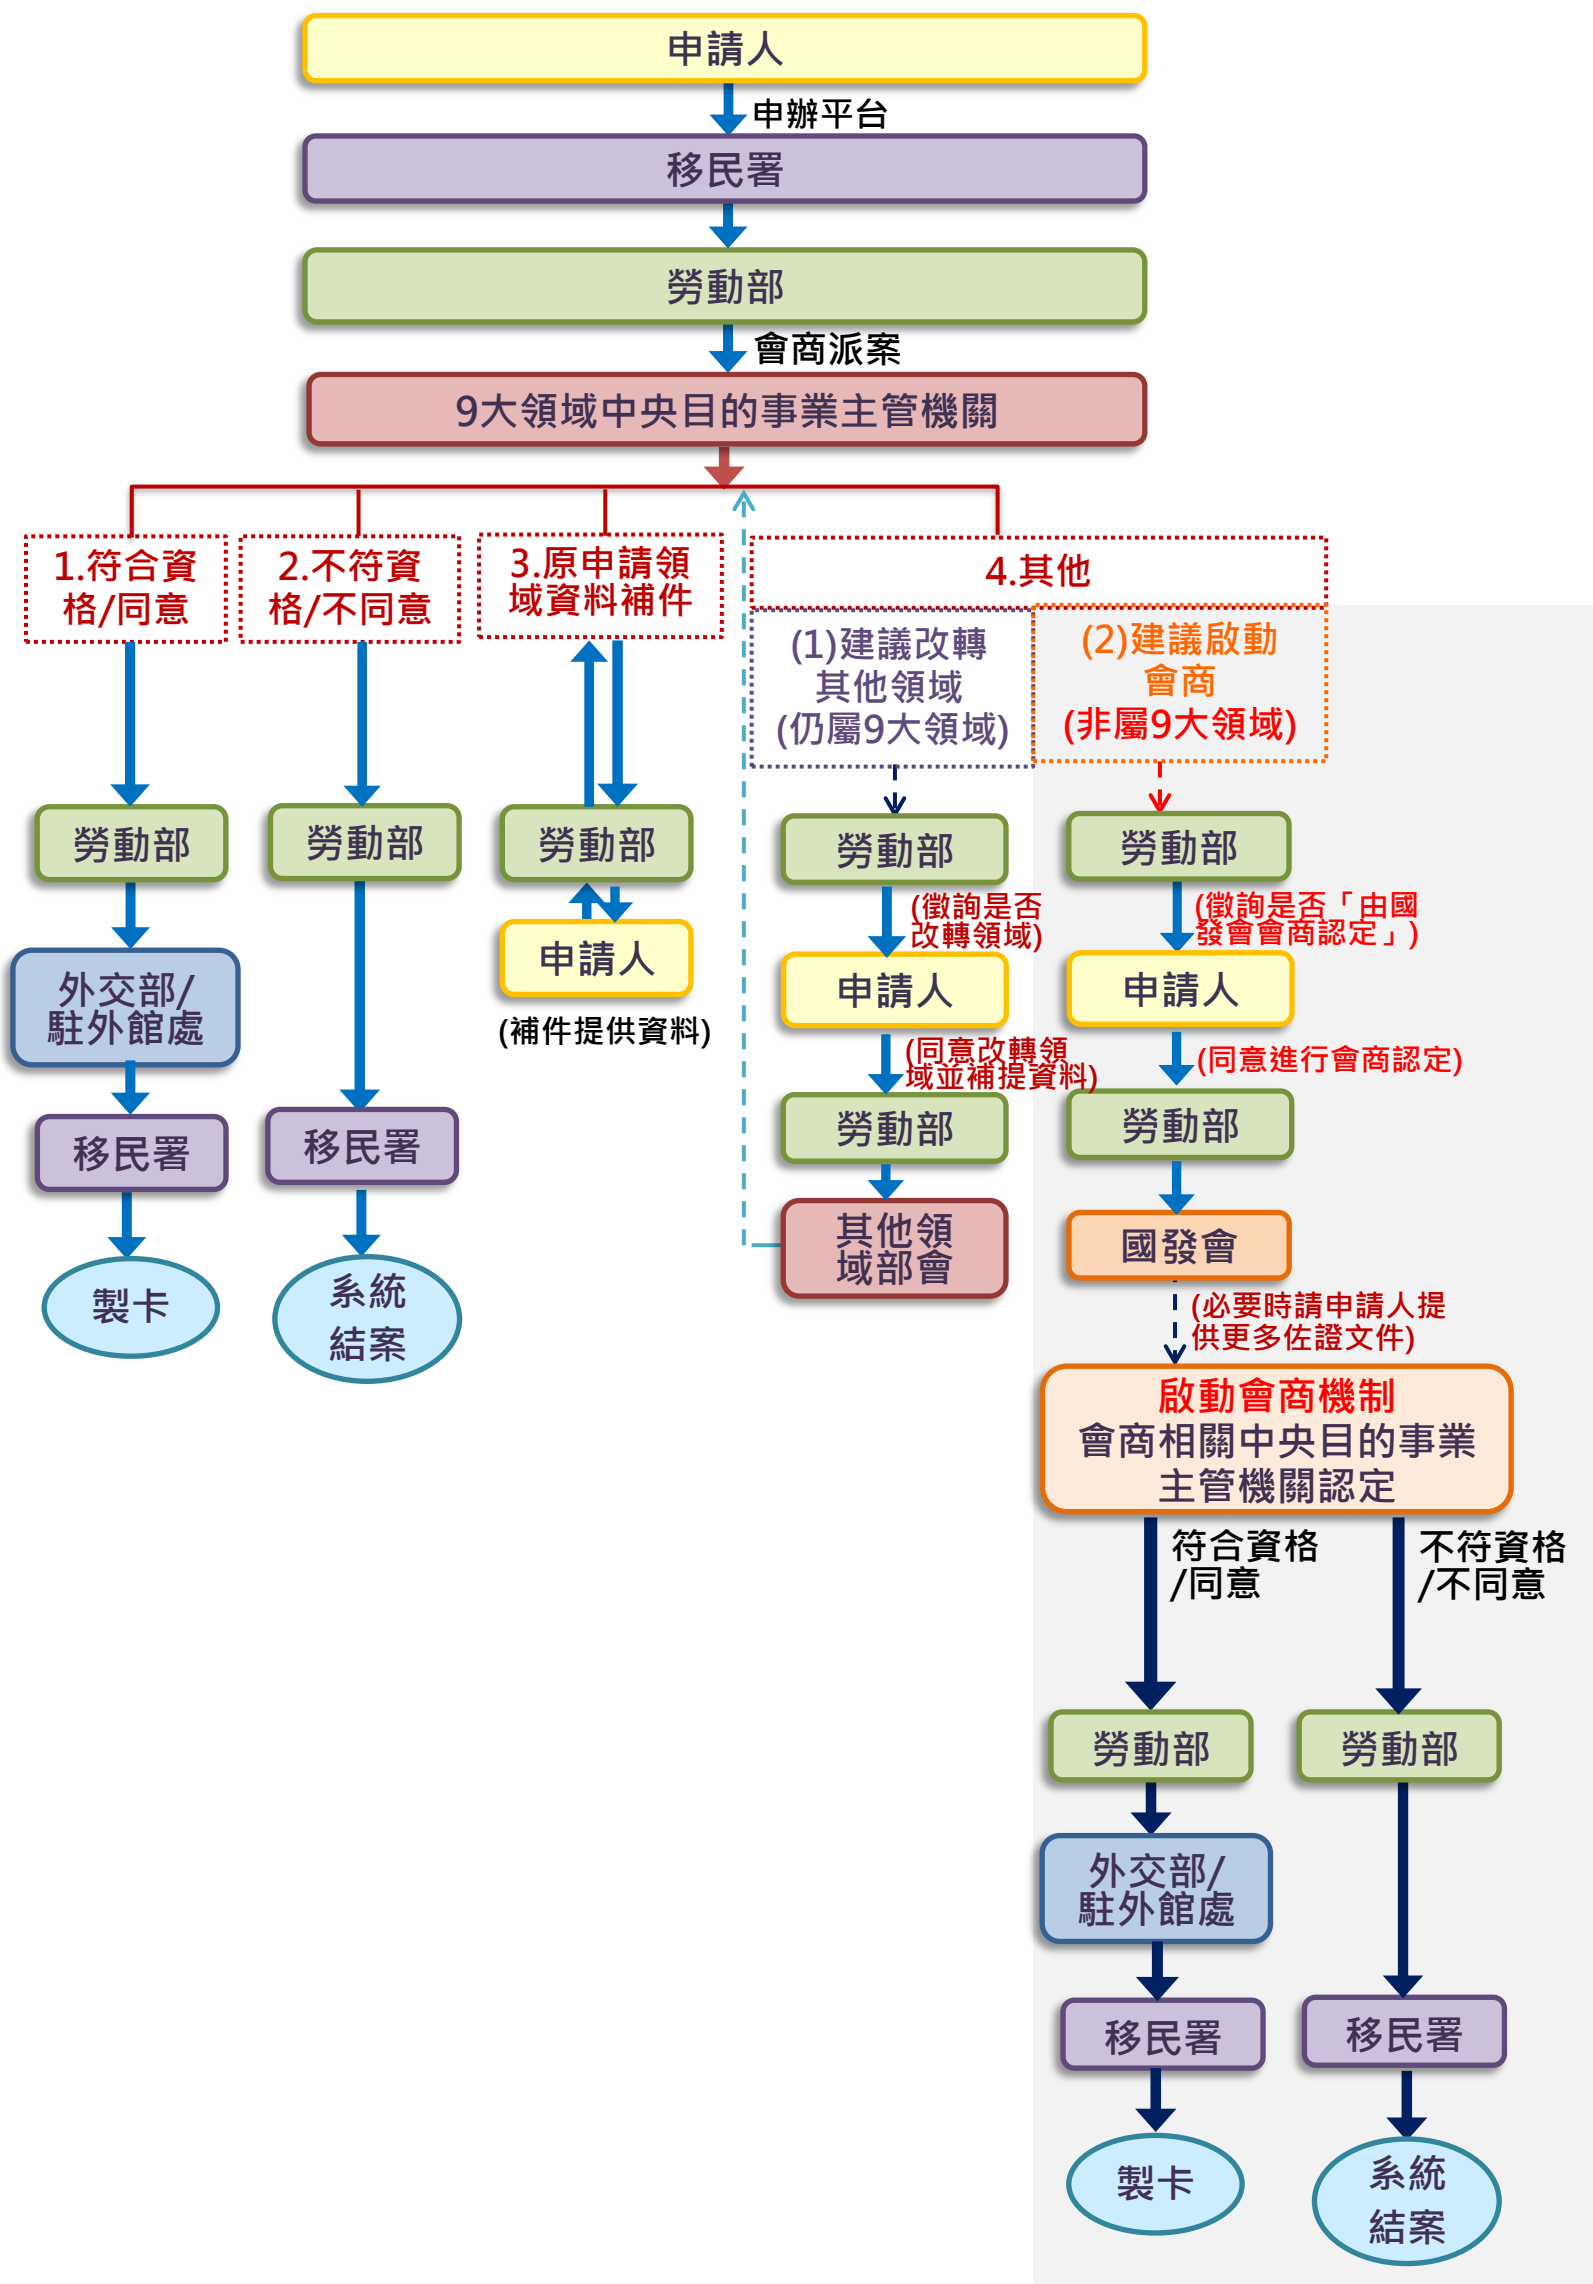 申請人
申辦平台
移民署
勞動部
會商派案
9大領域中央目的事業主管機關
1.符合資
格/同意
2.不符資
格/不同意
3.原申請領
域資料補件
4.其他
(1)建議改轉
其他領域
(仍屬9大領域)
(2)建議啟動
會商
(非屬9大領域)
勞動部
外交部/
駐外館處
移民署
製卡
勞動部
移民署
系統
結案
勞動部
申請人
(補件提供資料)
勞動部
(徵詢是否
改轉領域)
申請人
(同意改轉領
域並補提資料)
勞動部
其他領
域部會
勞動部
(徵詢是否「由國
發會會商認定」)
申請人
(同意進行會商認定)
勞動部
國發會
(必要時請申請人提
供更多佐證文件)
啟動會商機制
會商相關中央目的事業
主管機關認定
符合資格
/同意
勞動部
外交部/
駐外館處
移民署
製卡
不符資格
/不同意
勞動部
移民署
系統
結案